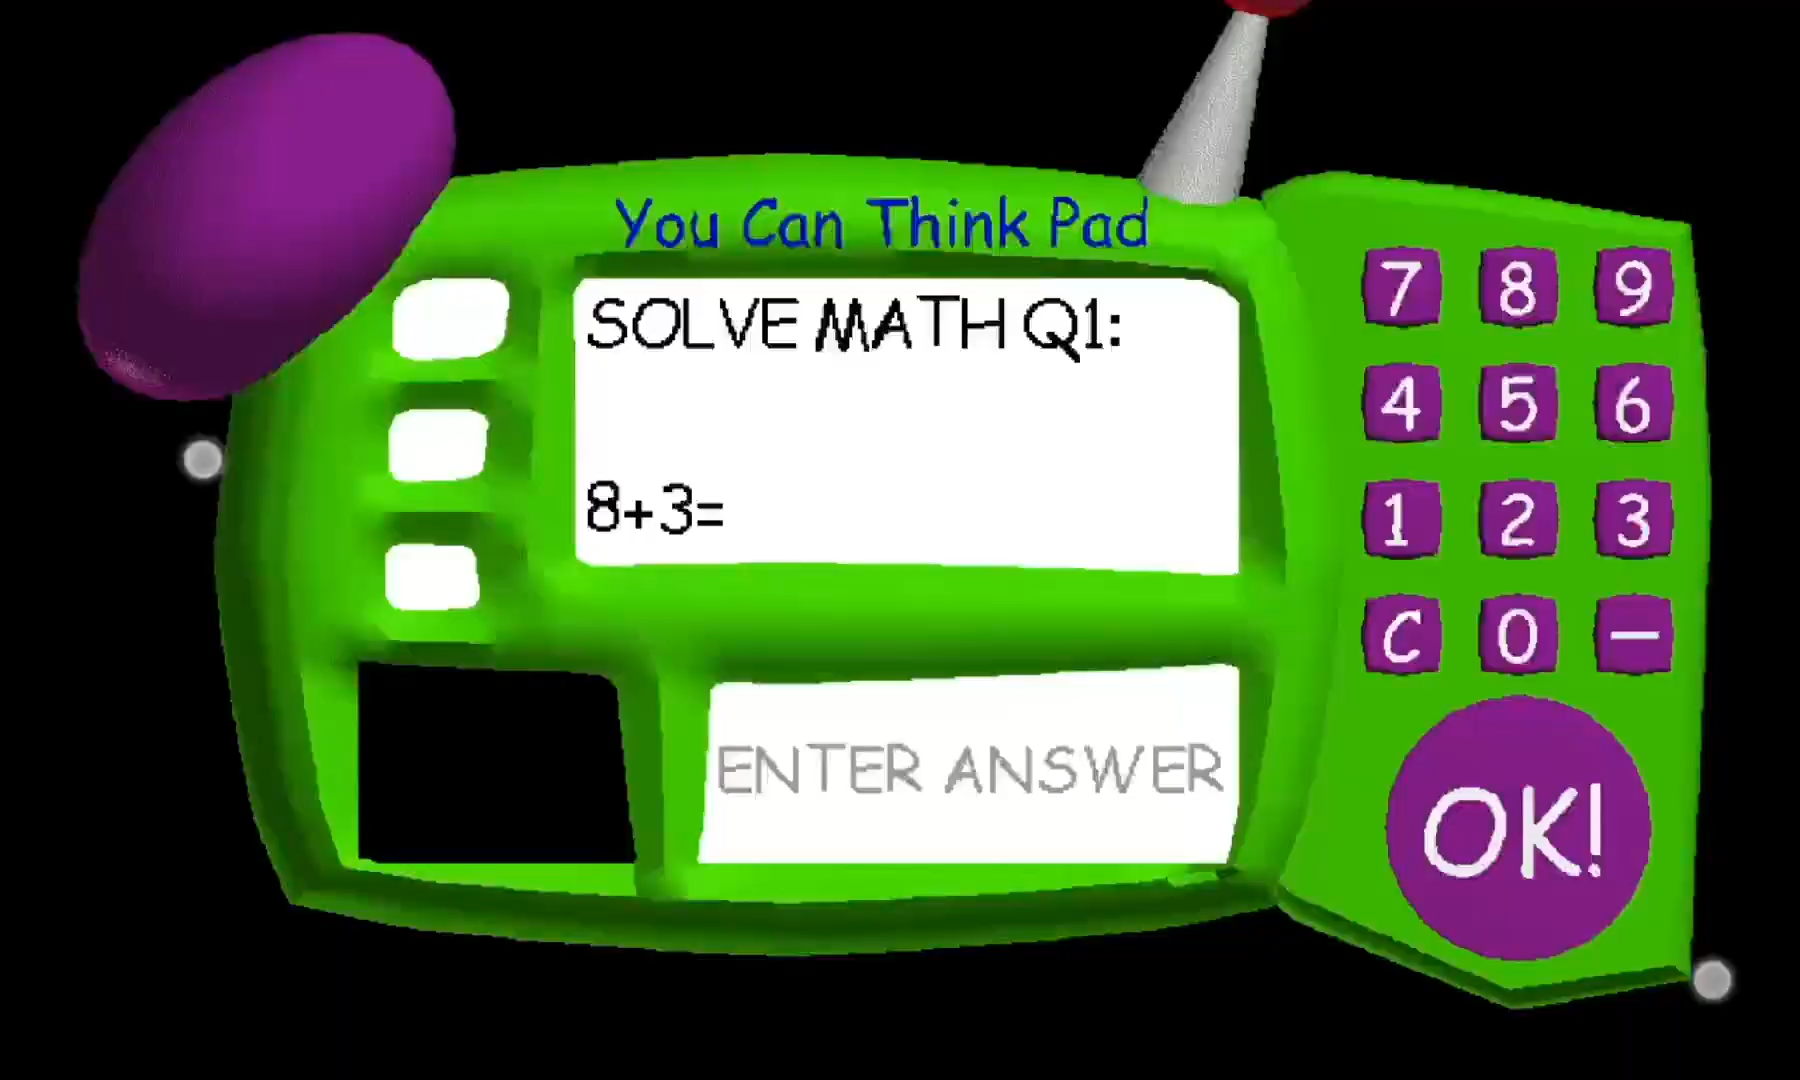 You Can Think Pad
SOLVE MATH Q1:
8+3=
7 8 9
4 5 6
1 2 3
C 0 —
ENTER ANSWER
OK!